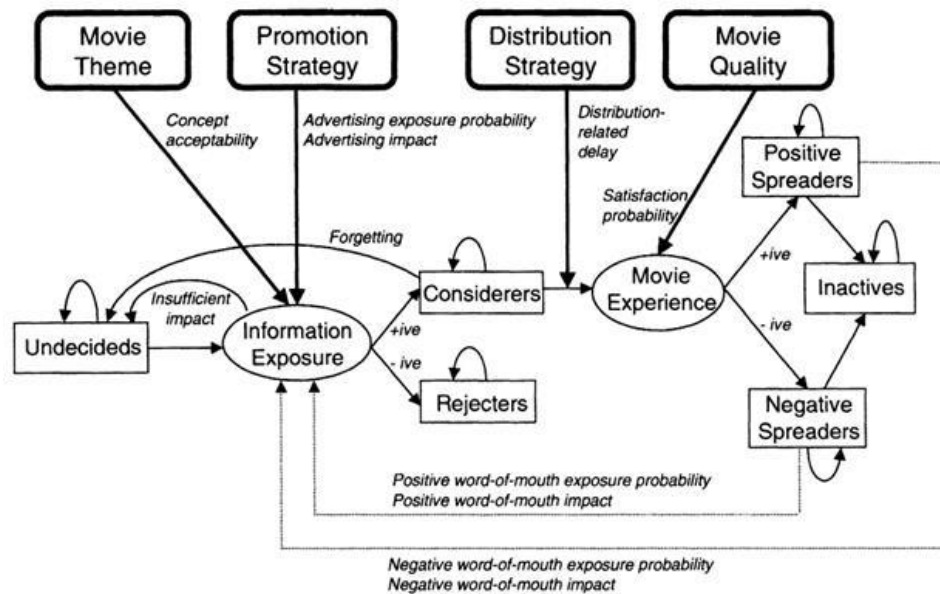 Movie
Theme
Promotion
Strategy
Distribution
Strategy
Movie
Quality
Concept
acceptability
Advertising exposure probability
Advertising impact
Distribution-
related
delay
Satisfaction
probability
Positive
Spreaders
Forgetting
+ive
Considerers
Movie
Experience
Inactives
Insufficient
impact
Undecideds
Information
Exposure
+ive
- ive
- ive
Rejecters
Negative
Spreaders
Positive word-of-mouth exposure probability
Positive word-of-mouth impact
Negative word-of-mouth exposure probability
Negative word-of-mouth impact